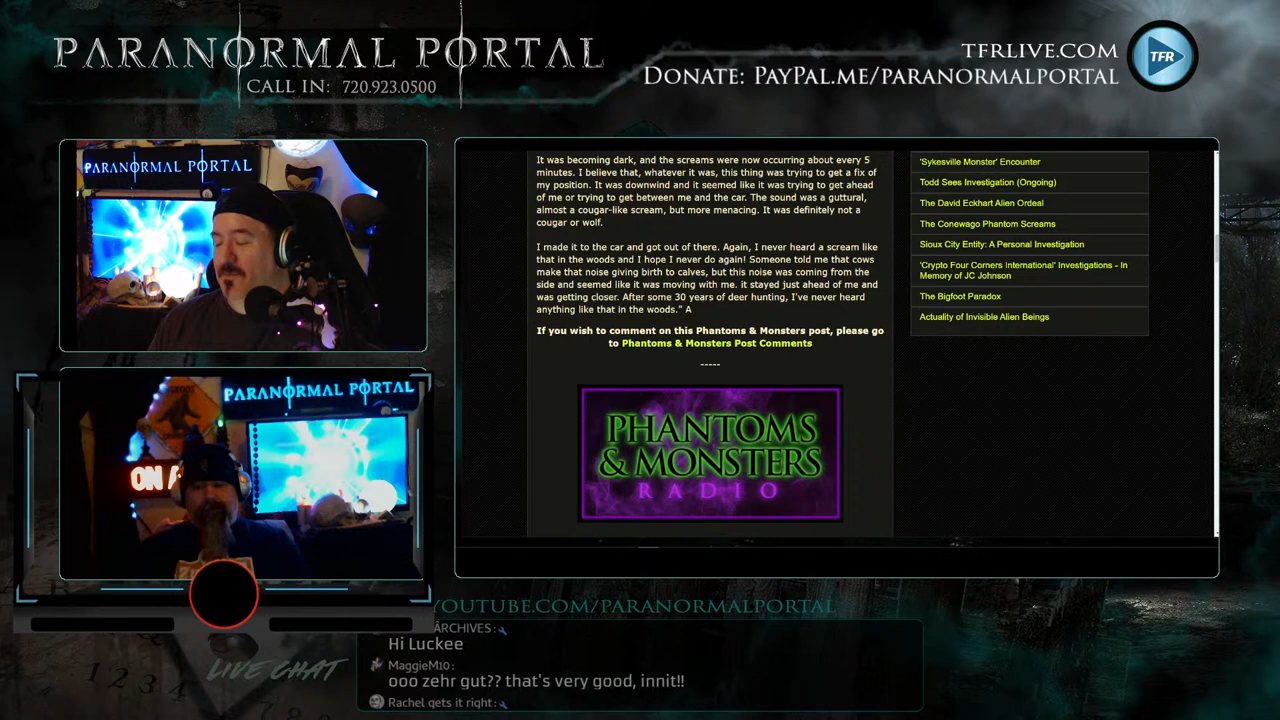 PARANORMAL PORTAL
CALL IN: 720.923.0500
TFRLIVE.COM
DONATE: PAYPAL.ME/PARANORMALPORTAL
TFR
PARANORMAL PORTAL
PARANORMAL PORTAL
ON A
It was becoming dark, and the screams were now occurring about every 5
minutes. I believe that, whatever it was, this thing was trying to get a fix of
my position. It was downwind and it seemed like it was trying to get ahead
of me or trying to get between me and the car. The sound was a guttural,
almost a cougar-like scream, but more menacing. It was definitely not a
cougar or wolf.
I made it to the car and got out of there. Again, I never heard a scream like
that in the woods and I hope I never do again! Someone told me that cows
make that noise giving birth to calves, but this noise was coming from the
side and seemed like it was moving with me. it stayed just ahead of me and
was getting closer. After some 30 years of deer hunting, I've never heard
anything like that in the woods." A
If you wish to comment on this Phantoms & Monsters post, please go
to Phantoms & Monsters Post Comments
-----
PHANTOMS
& MONSTERS
RADIO
'Sykesville Monster' Encounter
Todd Sees Investigation (Ongoing)
The David Eckhart Alien Ordeal
The Conewago Phantom Screams
Sioux City Entity: A Personal Investigation
'Crypto Four Corners International' Investigations - In
Memory of JC Johnson
The Bigfoot Paradox
Actuality of Invisible Alien Beings
YOUTUBE.COM/PARANORMALPORTAL
LIVE CHAT
1 2 3 4
ARCHIVES:
Hi Luckee
MaggieM10:
ooo zehr gut?? that's very good, innit!!
Rachel gets it right: